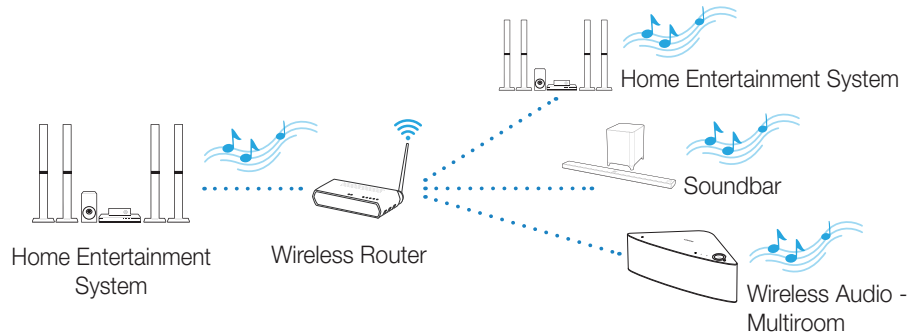 Home Entertainment System
Soundbar
Home Entertainment
System
Wireless Router
Wireless Audio -
Multiroom